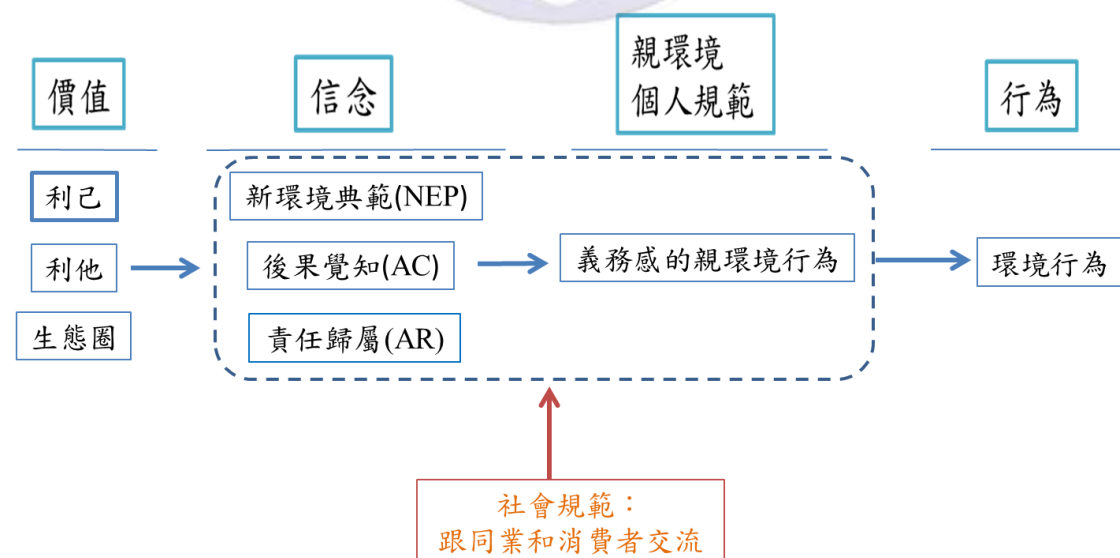 價值
信念
親環境
個人規範
行為
利己
利他
生態圈
新環境典範(NEP)
後果覺知(AC)
責任歸屬(AR)
義務感的親環境行為
環境行為
社會規範：
跟同業和消費者交流